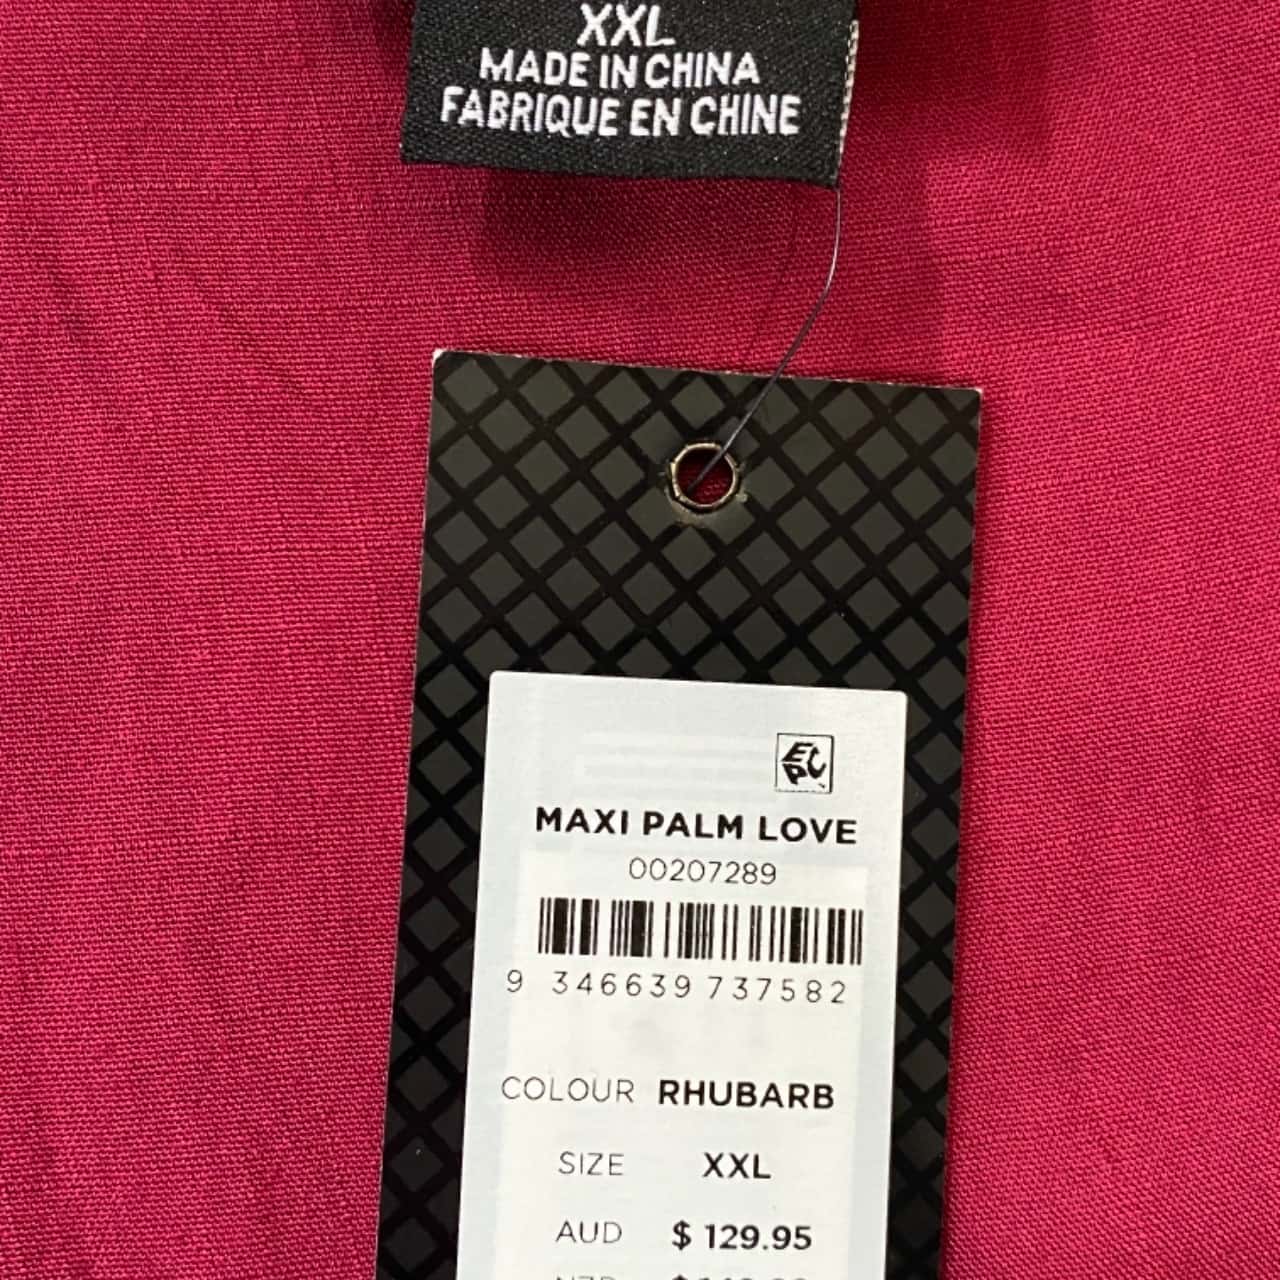 XXL
MADE IN CHINA
FABRIQUE EN CHINE
MAXI PALM LOVE
00207289
9 346639 737582
COLOUR RHUBARB
SIZE XXL
AUD $ 129.95
NZD